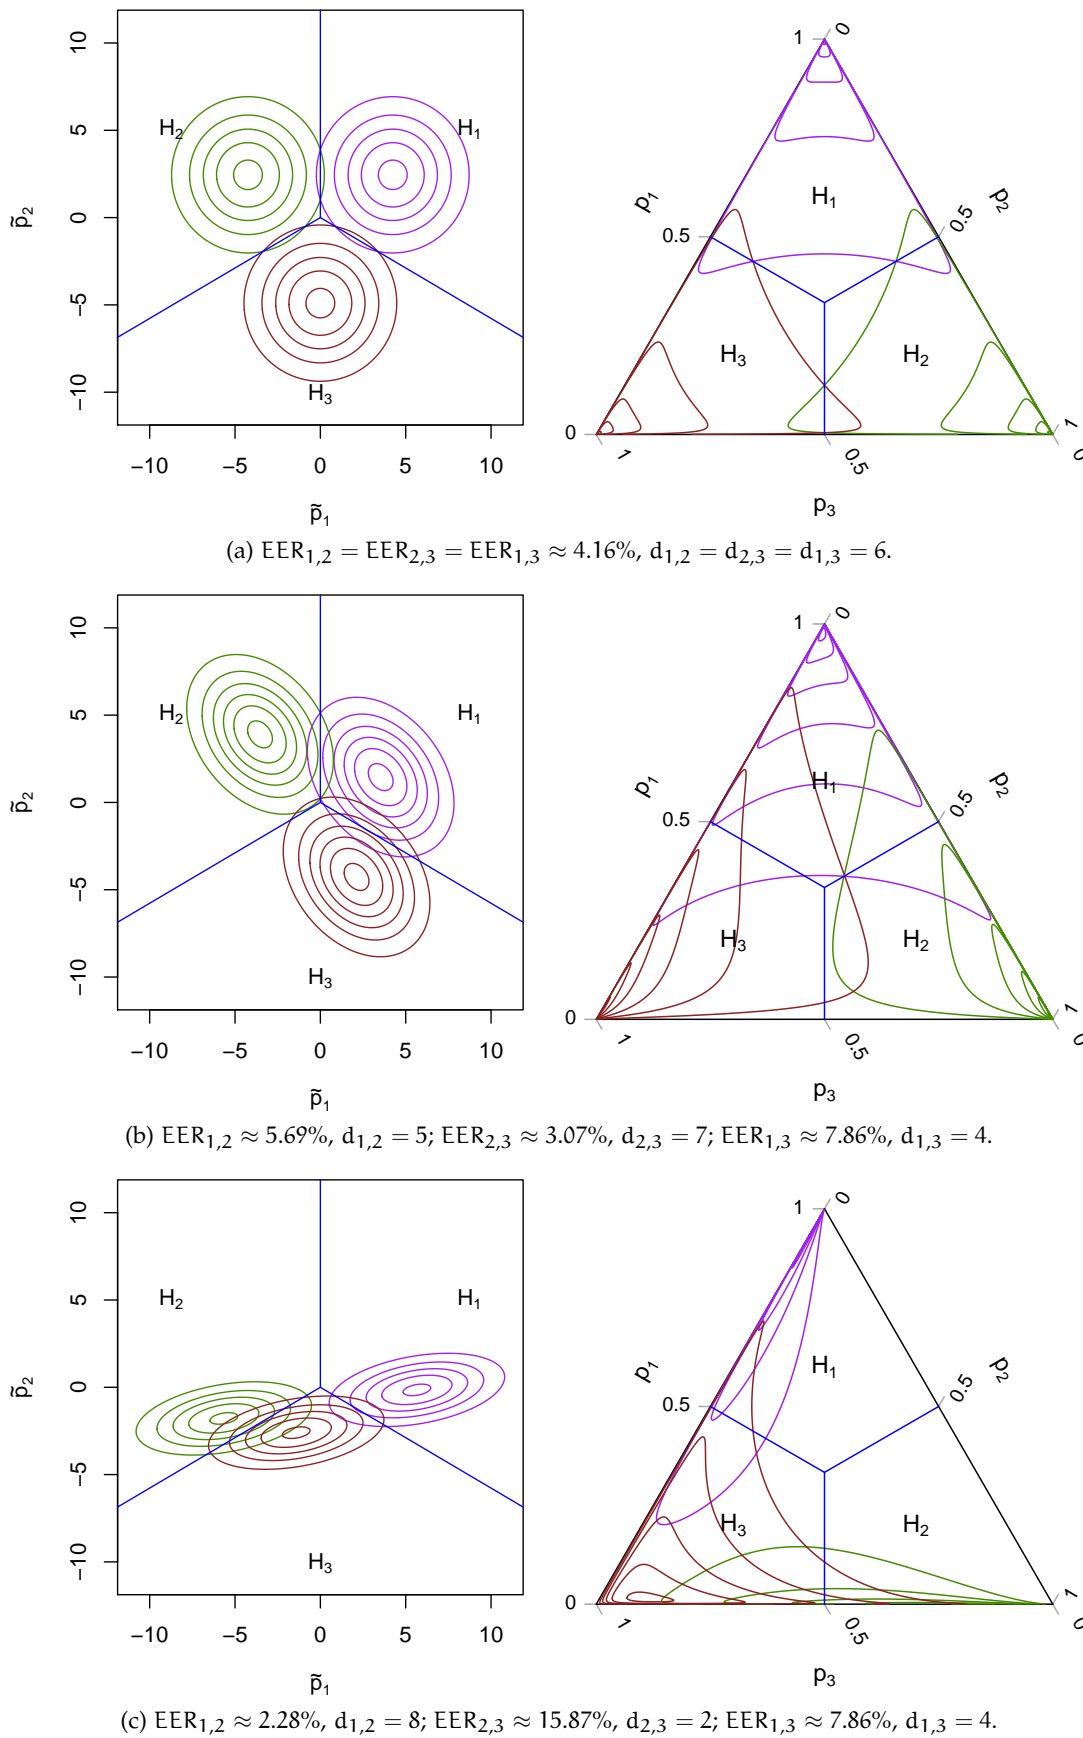 10
5
0
−5
−10
p̃₂
H₂
H₁
H₃
−10 −5 0 5 10
p̃₁
1 0
p₁ H₁ p₂
0.5 0.5
H₃ H₂
0 1
1 0.5 0
p₃
(a) EER₁,₂ = EER₂,₃ = EER₁,₃ ≈ 4.16%, d₁,₂ = d₂,₃ = d₁,₃ = 6.
10
5
0
−5
−10
p̃₂
H₂
H₁
H₃
−10 −5 0 5 10
p̃₁
1 0
p₁ H₁ p₂
0.5 0.5
H₃ H₂
0 1
1 0.5 0
p₃
(b) EER₁,₂ ≈ 5.69%, d₁,₂ = 5; EER₂,₃ ≈ 3.07%, d₂,₃ = 7; EER₁,₃ ≈ 7.86%, d₁,₃ = 4.
10
5
0
−5
−10
p̃₂
H₂
H₁
H₃
−10 −5 0 5 10
p̃₁
1 0
p₁ H₁ p₂
0.5 0.5
H₃ H₂
0 1
1 0.5 0
p₃
(c) EER₁,₂ ≈ 2.28%, d₁,₂ = 8; EER₂,₃ ≈ 15.87%, d₂,₃ = 2; EER₁,₃ ≈ 7.86%, d₁,₃ = 4.